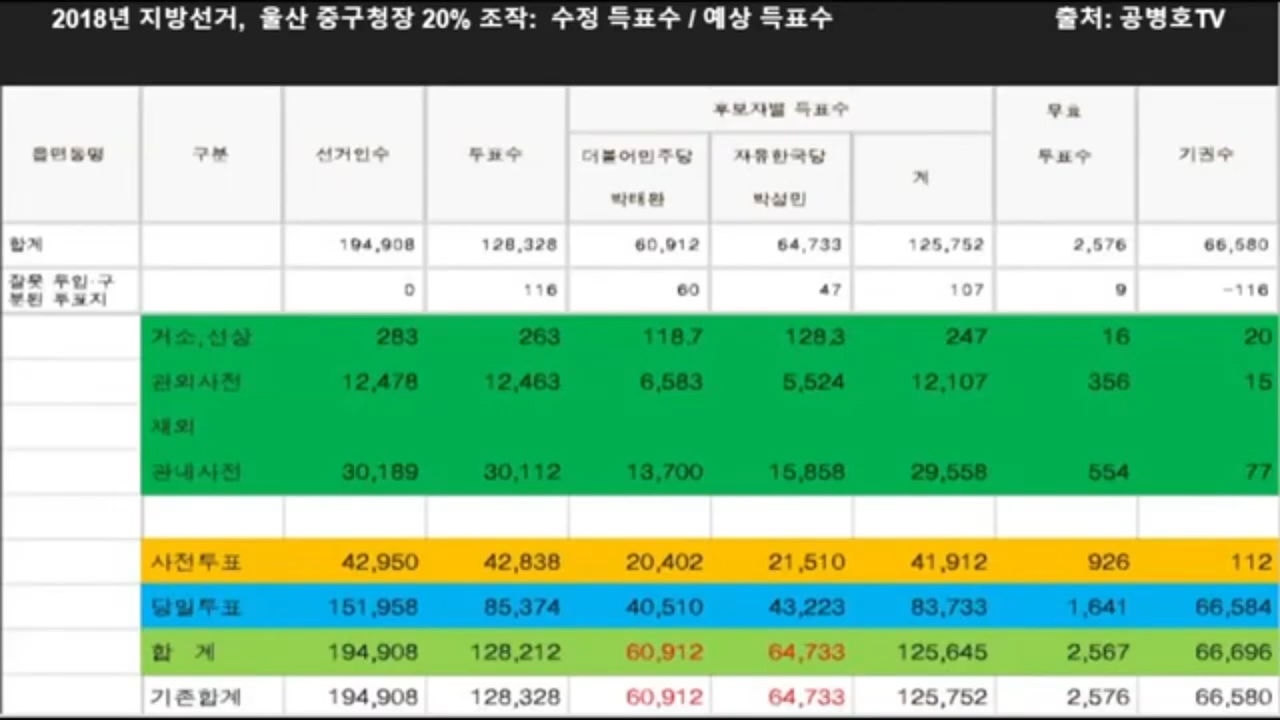 2018년 지방선거, 울산 중구청장 20% 조작: 수정 득표수 / 예상 득표수 출처: 공병호TV
읍면동명 구분 선거인수 투표수 후보자별 득표수 무효 투표수 기권수
더불어민주당 박태완 자유한국당 박성민 계
합계 194,908 128,328 60,912 64,733 125,752 2,576 66,580
잘못 투입·구분된 투표지 0 116 60 47 107 9 -116
거소,선상 283 263 118.7 128.3 247 16 20
관외사전 12,478 12,463 6,583 5,524 12,107 356 15
재외
관내사전 30,189 30,112 13,700 15,858 29,558 554 77
사전투표 42,950 42,838 20,402 21,510 41,912 926 112
당일투표 151,958 85,374 40,510 43,223 83,733 1,641 66,584
합 계 194,908 128,212 60,912 64,733 125,645 2,567 66,696
기존합계 194,908 128,328 60,912 64,733 125,752 2,576 66,580